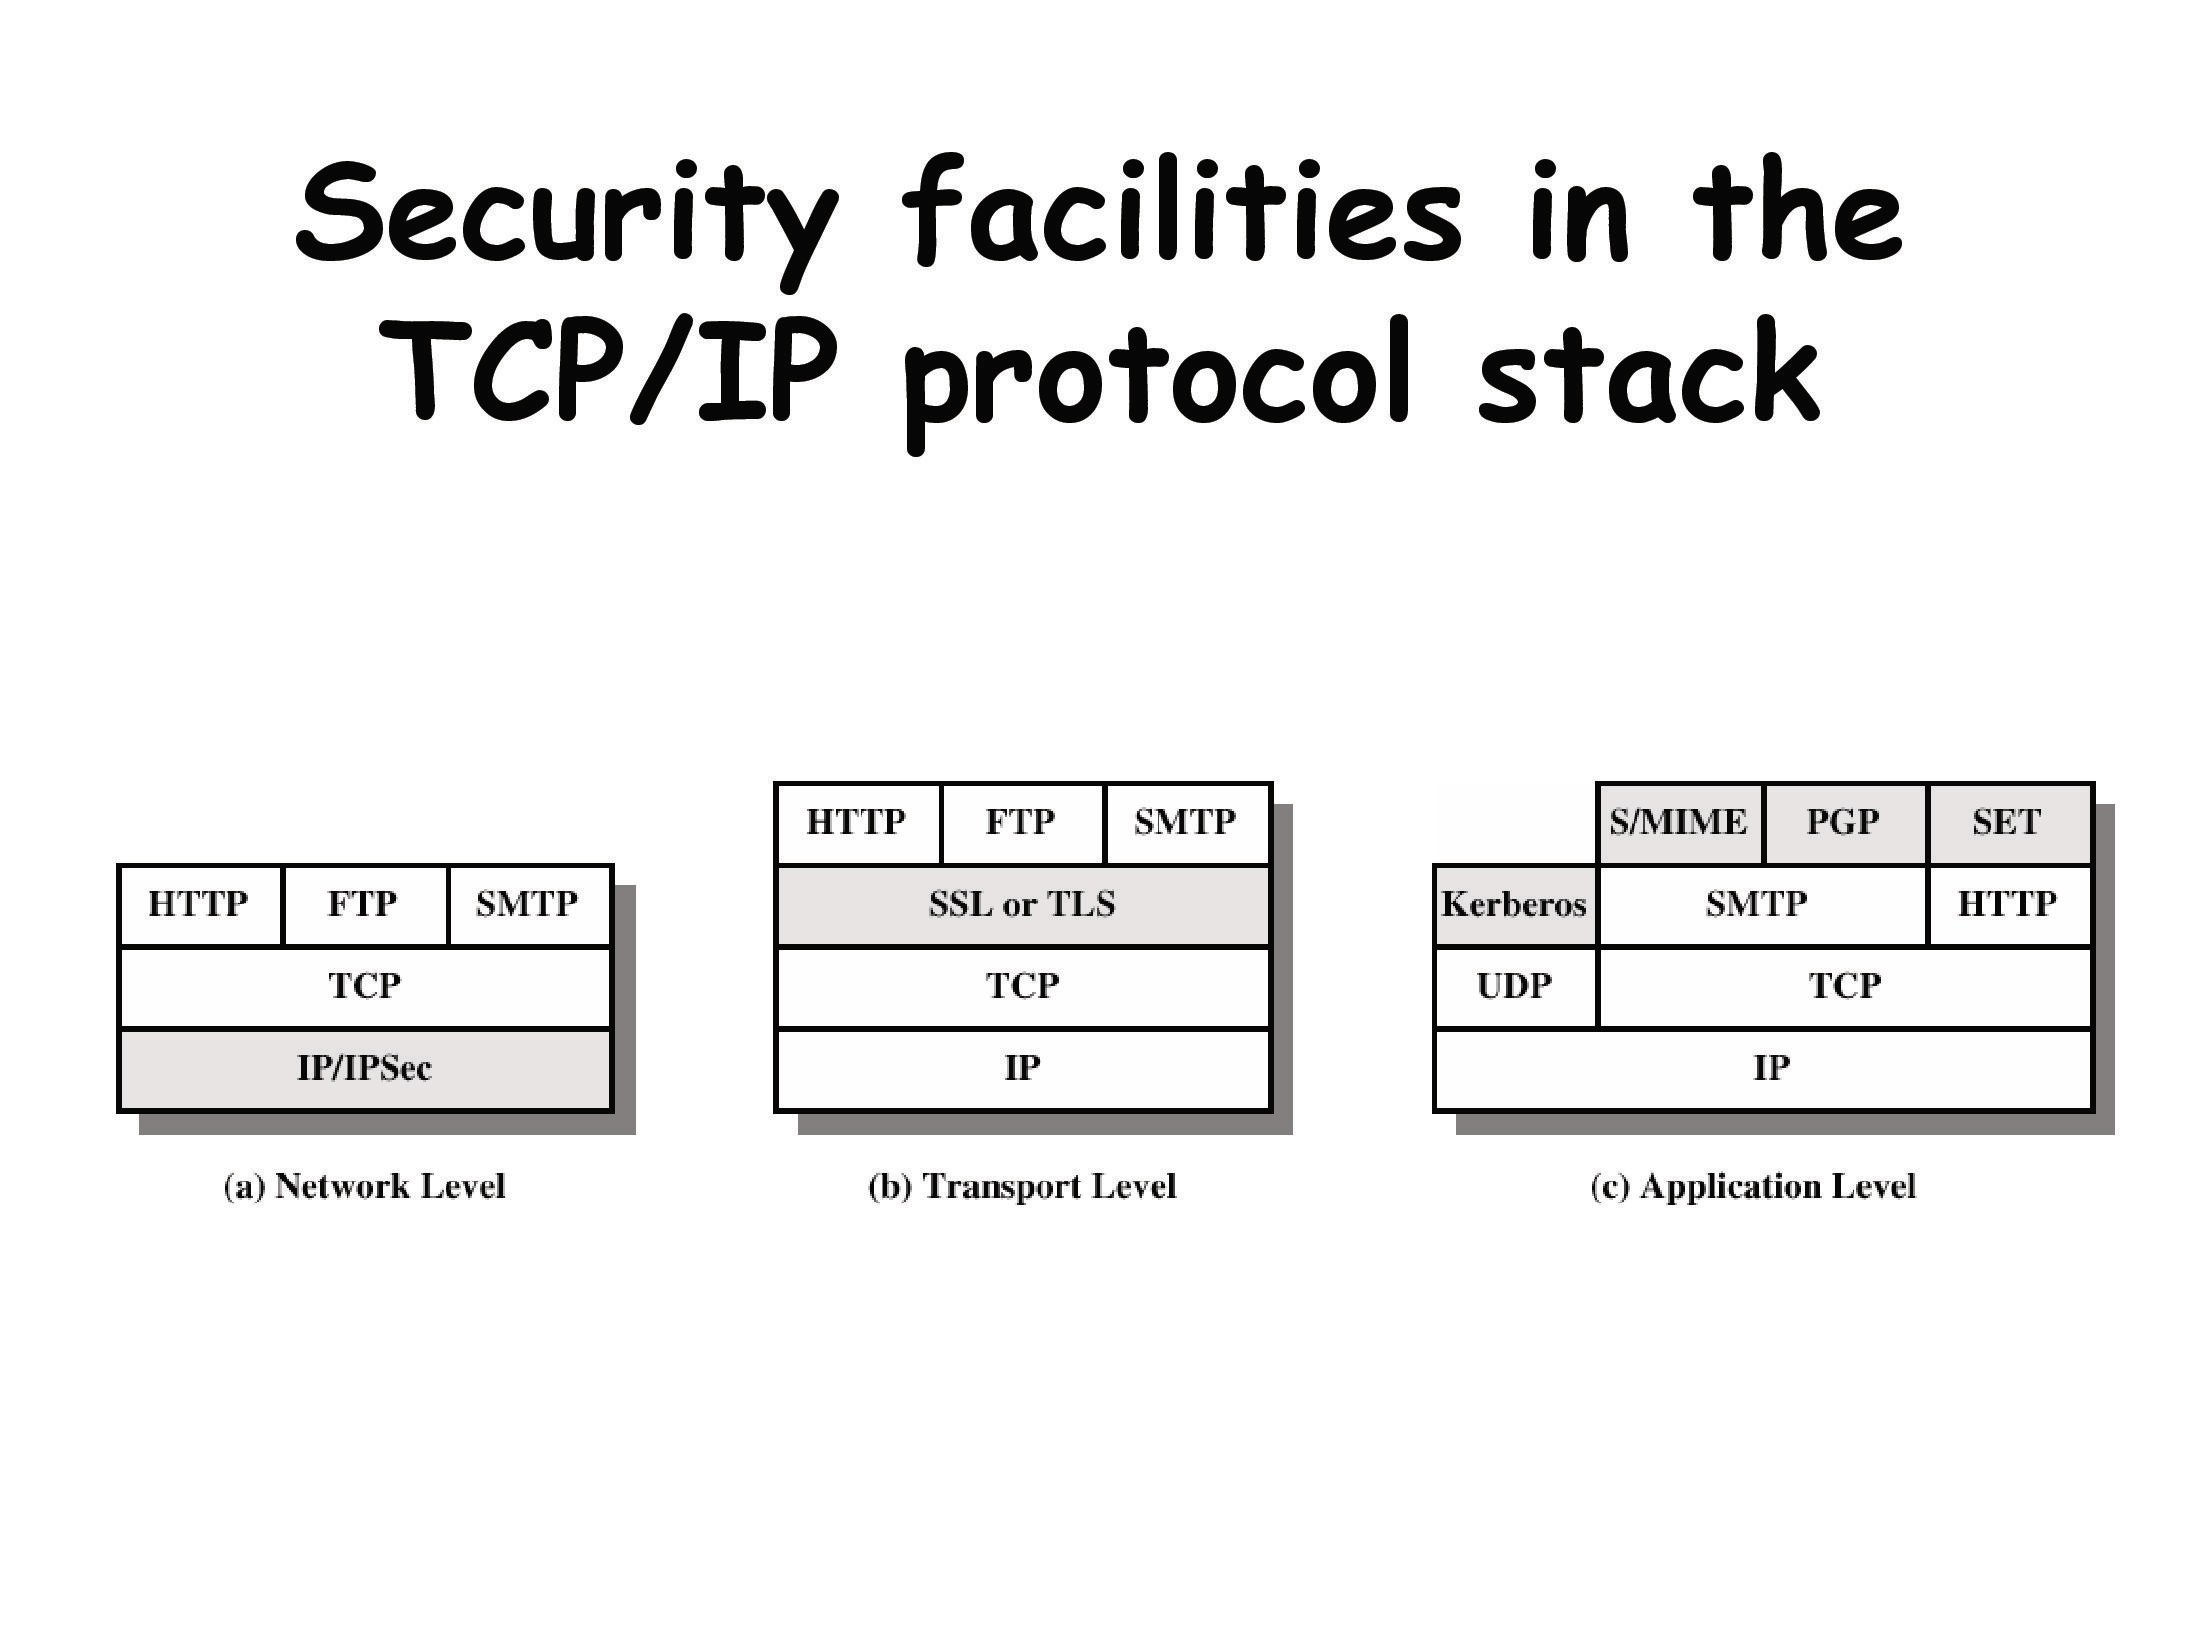 Security facilities in the
TCP/IP protocol stack
HTTP FTP SMTP
TCP
IP/IPSec
(a) Network Level
HTTP FTP SMTP
SSL or TLS
TCP
IP
(b) Transport Level
S/MIME PGP SET
Kerberos SMTP HTTP
UDP TCP
IP
(c) Application Level